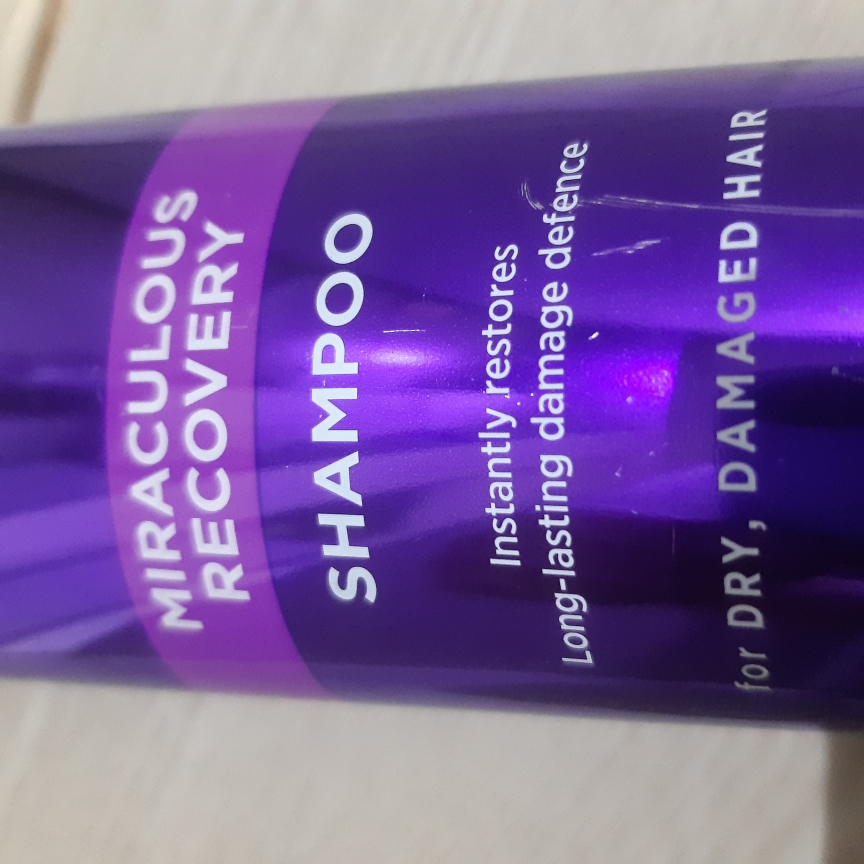 MIRACULOUS
RECOVERY
SHAMPOO
Instantly restores
Long-lasting damage defence
for DRY, DAMAGED HAIR